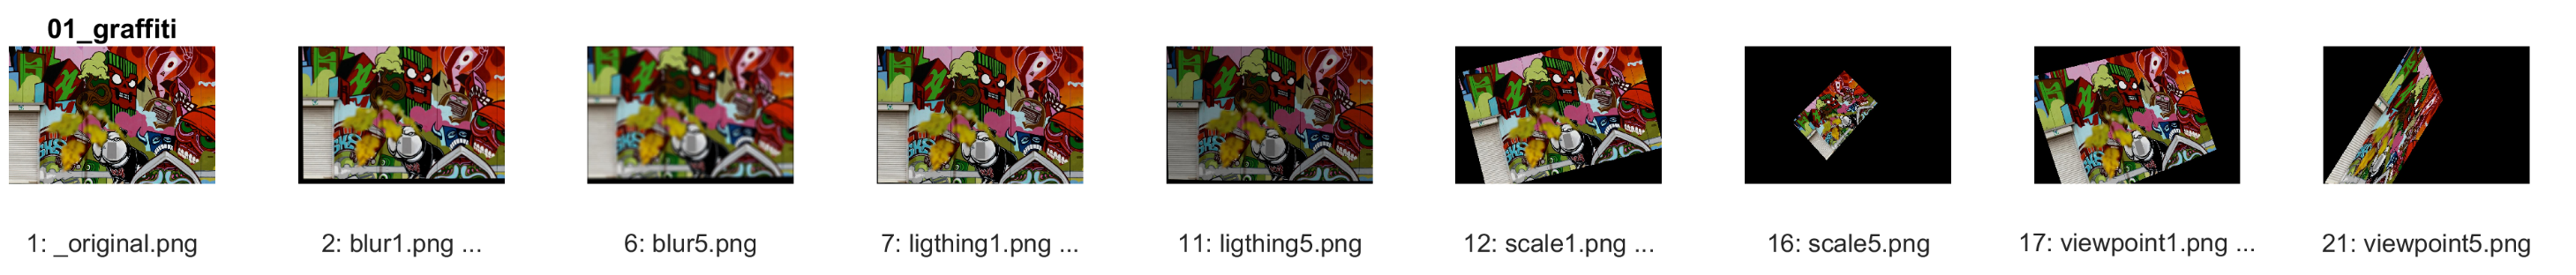 01_graffiti
1: _original.png
2: blur1.png ...
6: blur5.png
7: ligthing1.png ...
11: ligthing5.png
12: scale1.png ...
16: scale5.png
17: viewpoint1.png ...
21: viewpoint5.png